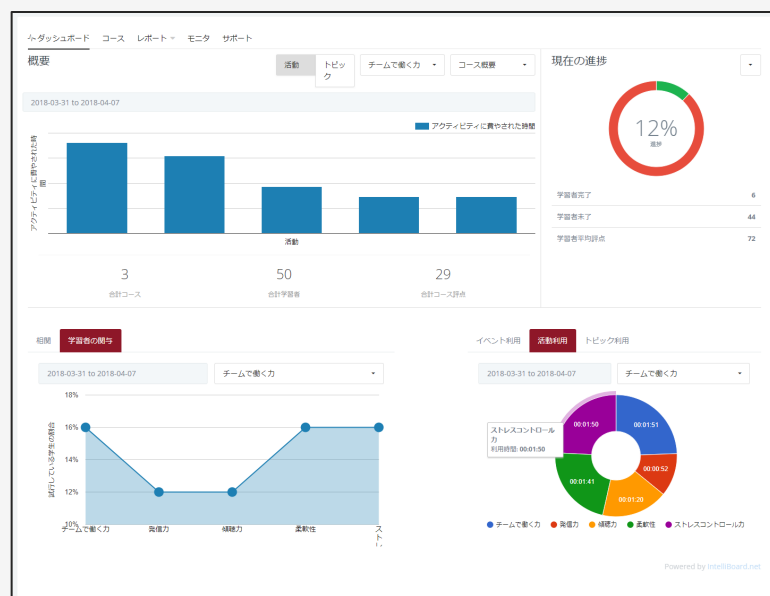 ダッシュボード コース レポート モニタ サポート
概要
活動 トピッ
ク
チームで働く力
コース概要
2018-03-31 to 2018-04-07
アクティビティに費やされた時間
アクティビティに費やされた時
間
活動
3 50 29
合計コース 合計学習者 合計コース評点
現在の進捗
12%
進捗
学習者完了 6
学習者未了 44
学習者平均評点 72
相関 学習者の関与
2018-03-31 to 2018-04-07 チームで働く力
18%
16%
14%
12%
10%
試行している学生の割合
チームで働く力 発信力 傾聴力 柔軟性 ス
ト
レ
イベント利用 活動利用 トピック利用
2018-03-31 to 2018-04-07 チームで働く力
ストレスコントロール
力
利用時間: 00:01:50
00:01:50
00:01:51
00:00:52
00:01:20
00:01:41
チームで働く力 発信力 傾聴力 柔軟性 ストレスコントロール力
Powered by IntelliBoard.net